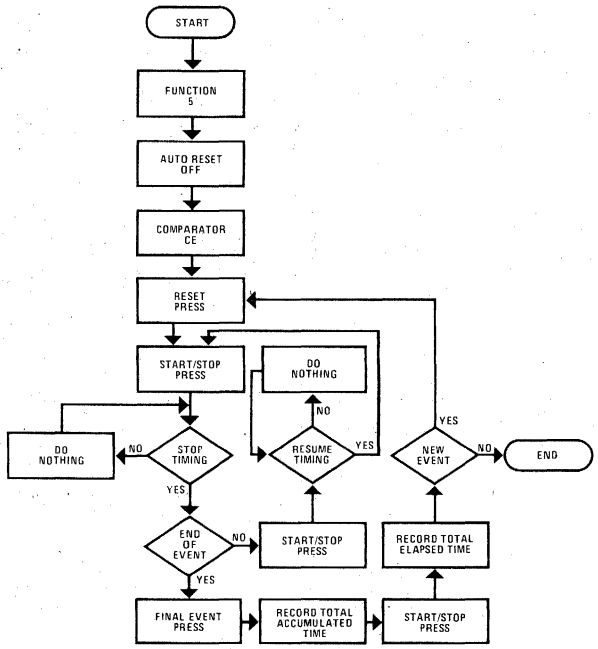 START
FUNCTION
5
AUTO RESET
OFF
COMPARATOR
CE
RESET
PRESS
START/STOP
PRESS
DO
NOTHING
NO
DO
NOTHING
NO
STOP
TIMING
YES
RESUME
TIMING
YES
NEW
EVENT
YES
NO
END
END
OF
EVENT
NO
YES
START/STOP
PRESS
RECORD TOTAL
ELAPSED TIME
FINAL EVENT
PRESS
RECORD TOTAL
ACCUMULATED
TIME
START/STOP
PRESS